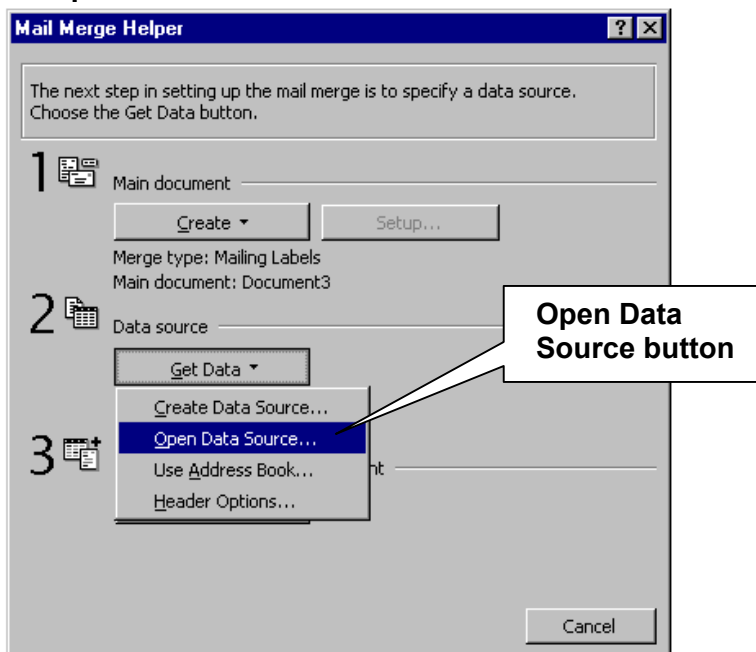 Mail Merge Helper
The next step in setting up the mail merge is to specify a data source.
Choose the Get Data button.
1
Main document
Create
Setup...
Merge type: Mailing Labels
Main document: Document3
2
Data source
Open Data
Source button
Get Data
Create Data Source...
Open Data Source...
3
Use Address Book...
Header Options...
Cancel